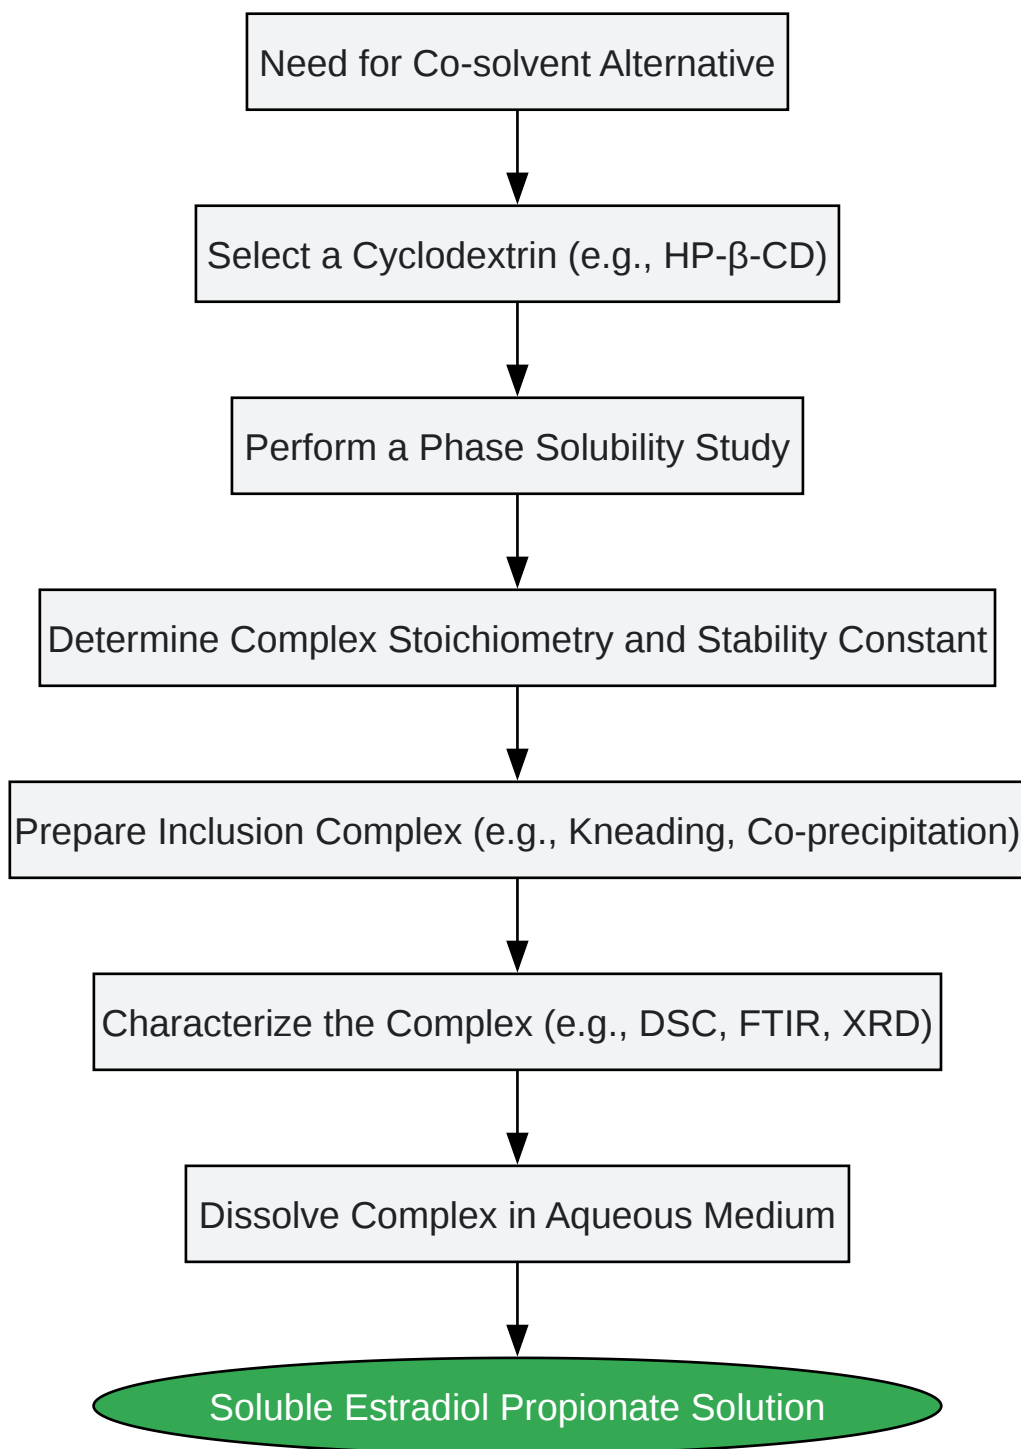 Need for Co-solvent Alternative
Select a Cyclodextrin (e.g., HP-β-CD)
Perform a Phase Solubility Study
Determine Complex Stoichiometry and Stability Constant
Prepare Inclusion Complex (e.g., Kneading, Co-precipitation)
Characterize the Complex (e.g., DSC, FTIR, XRD)
Dissolve Complex in Aqueous Medium
Soluble Estradiol Propionate Solution